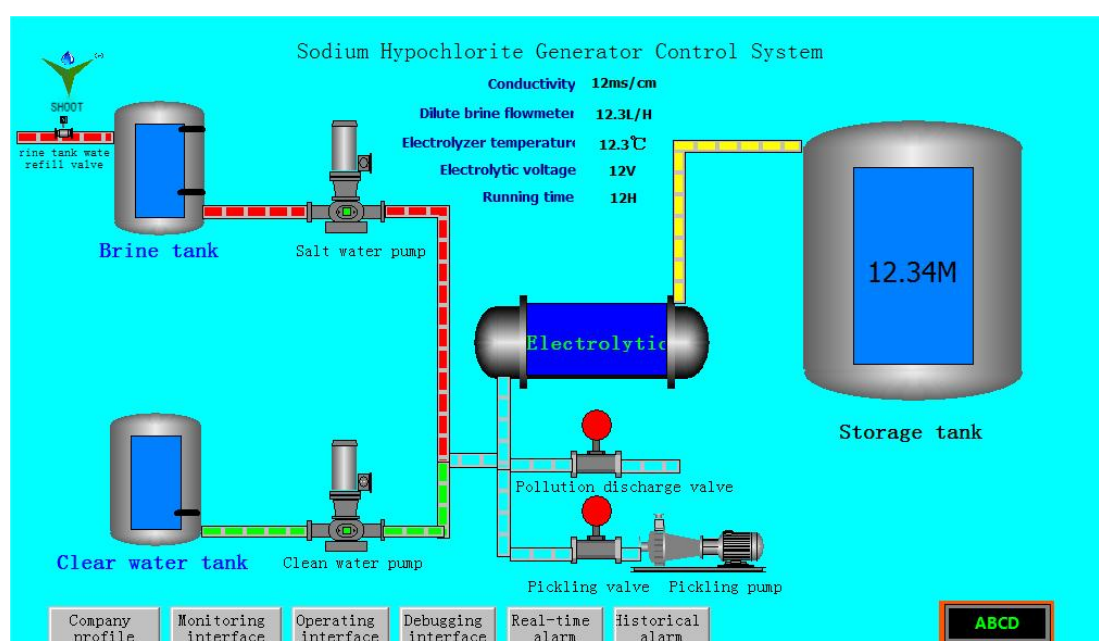 Sodium Hypochlorite Generator Control System
Conductivity 12ms/cm
Dilute brine flowmeter 12.3L/H
Electrolyzer temperature 12.3℃
Electrolytic voltage 12V
Running time 12H
SHOOT
rine tank wate
refill valve
Brine tank
Salt water pump
12.34M
Electrolytic
Storage tank
Pollution discharge valve
Clear water tank
Clean water pump
Pickling valve
Pickling pump
Company
profile
Monitoring
interface
Operating
interface
Debugging
interface
Real-time
alarm
Historical
alarm
ABCD